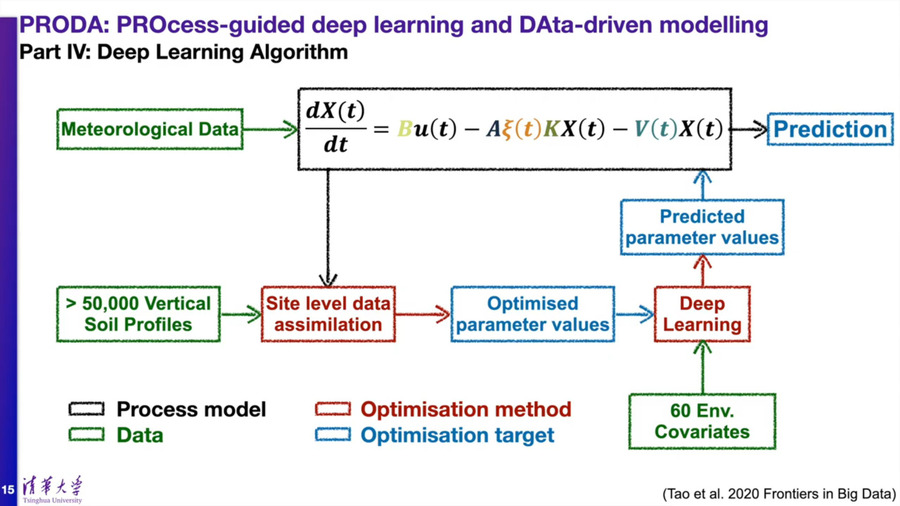 PRODA: PROcess-guided deep learning and DAta-driven modelling
Part IV: Deep Learning Algorithm
Meteorological Data
dX(t)/dt = Bu(t) − Aξ(t)KX(t) − V(t)X(t)
Prediction
Predicted
parameter values
> 50,000 Vertical
Soil Profiles
Site level data
assimilation
Optimised
parameter values
Deep
Learning
60 Env.
Covariates
Process model
Optimisation method
Data
Optimisation target
15
清华大学
Tsinghua University
(Tao et al. 2020 Frontiers in Big Data)